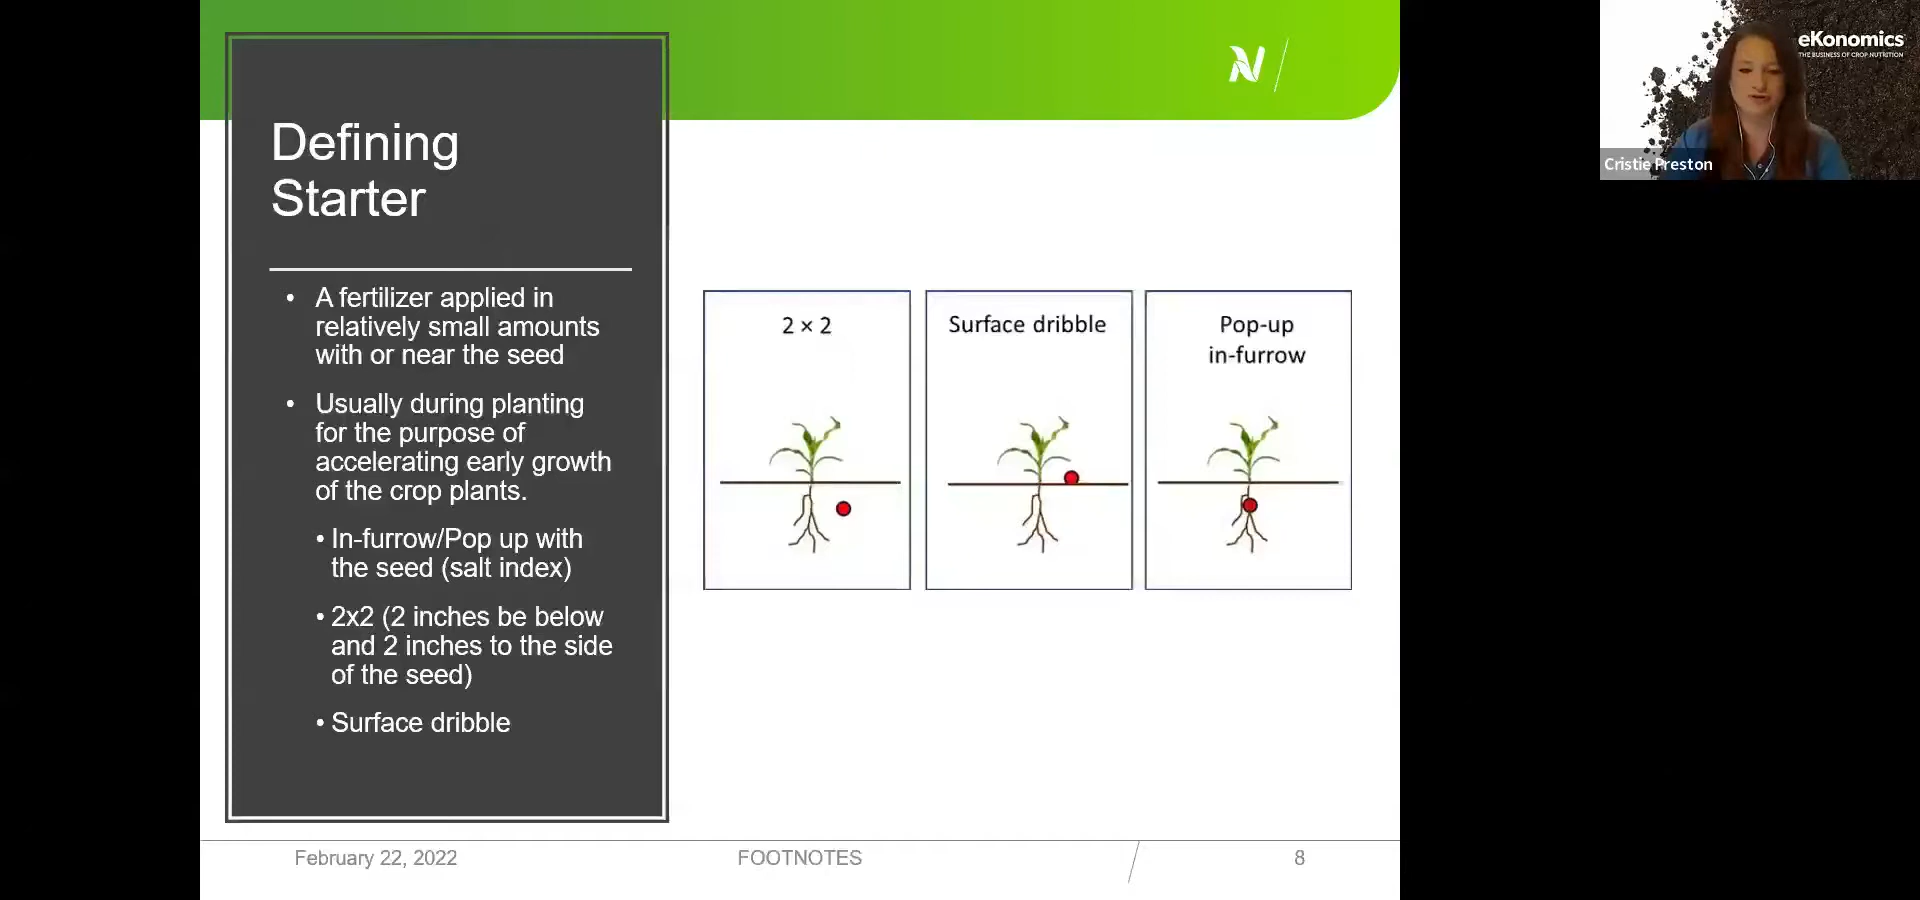 Defining
Starter
• A fertilizer applied in
relatively small amounts
with or near the seed
• Usually during planting
for the purpose of
accelerating early growth
of the crop plants.
• In-furrow/Pop up with
the seed (salt index)
• 2x2 (2 inches be below
and 2 inches to the side
of the seed)
• Surface dribble
2 × 2
Surface dribble
Pop-up
in-furrow
February 22, 2022
FOOTNOTES
8
eKonomics
THE BUSINESS OF CROP NUTRITION
Cristie Preston